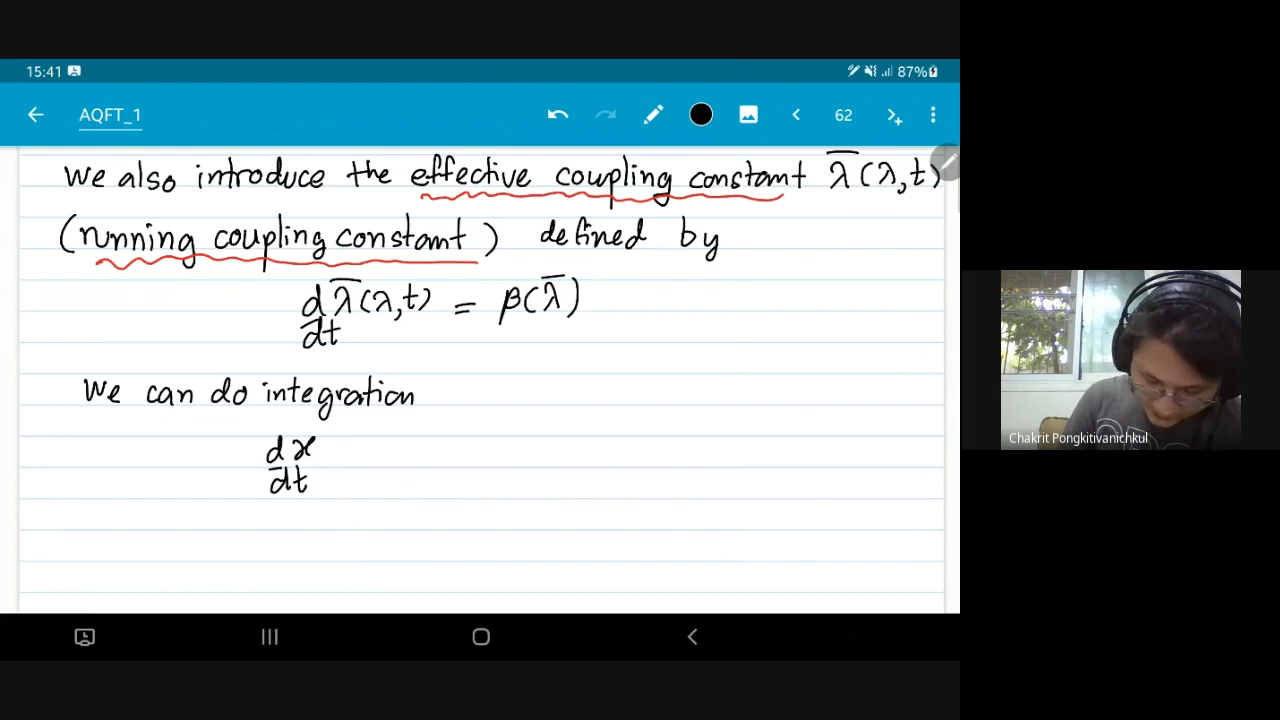 15:41 87%
AQFT_1 62
We also introduce the effective coupling constant λ̅(λ,t)
(running coupling constant) defined by
d/dt λ̅(λ,t) = β(λ̅)
We can do integration
dx/dt
Chakrit Pongkitivanichkul